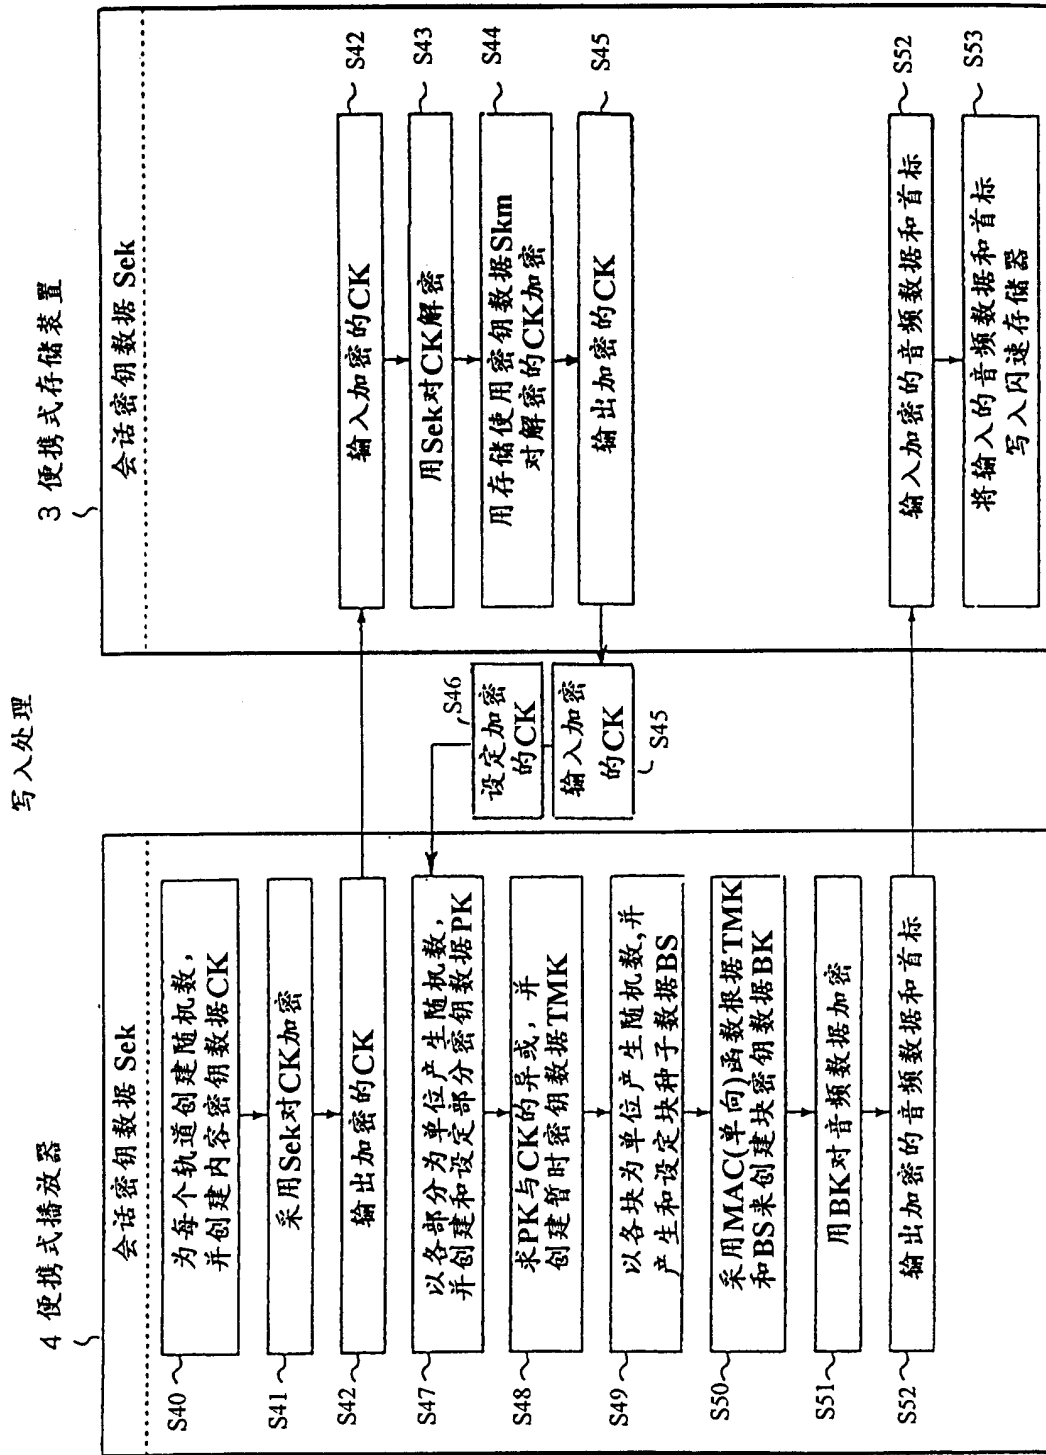 写入处理
4 便携式播放器
会话密钥数据 Sek
S40
为每个轨道创建随机数，
并创建内容密钥数据CK
S41
采用Sek对CK加密
S42
输出加密的CK
S47
以各部分为单位产生随机数，
并创建和设定部分密钥数据PK
S48
求PK与CK的异或，并
创建暂时密钥数据TMK
S49
以各块为单位产生随机数,并
产生和设定块种子数据BS
S50
采用MAC(单向)函数根据TMK
和BS来创建块密钥数据BK
S51
用BK对音频数据加密
S52
输出加密的音频数据和首标
S46
设定加密
的CK
输入加密
的CK
S45
3 便携式存储装置
会话密钥数据 Sek
输入加密的CK
S42
用Sek对CK解密
S43
用存储使用密钥数据Skm
对解密的CK加密
S44
输出加密的CK
S45
输入加密的音频数据和首标
S52
将输入的音频数据和首标
写入闪速存储器
S53